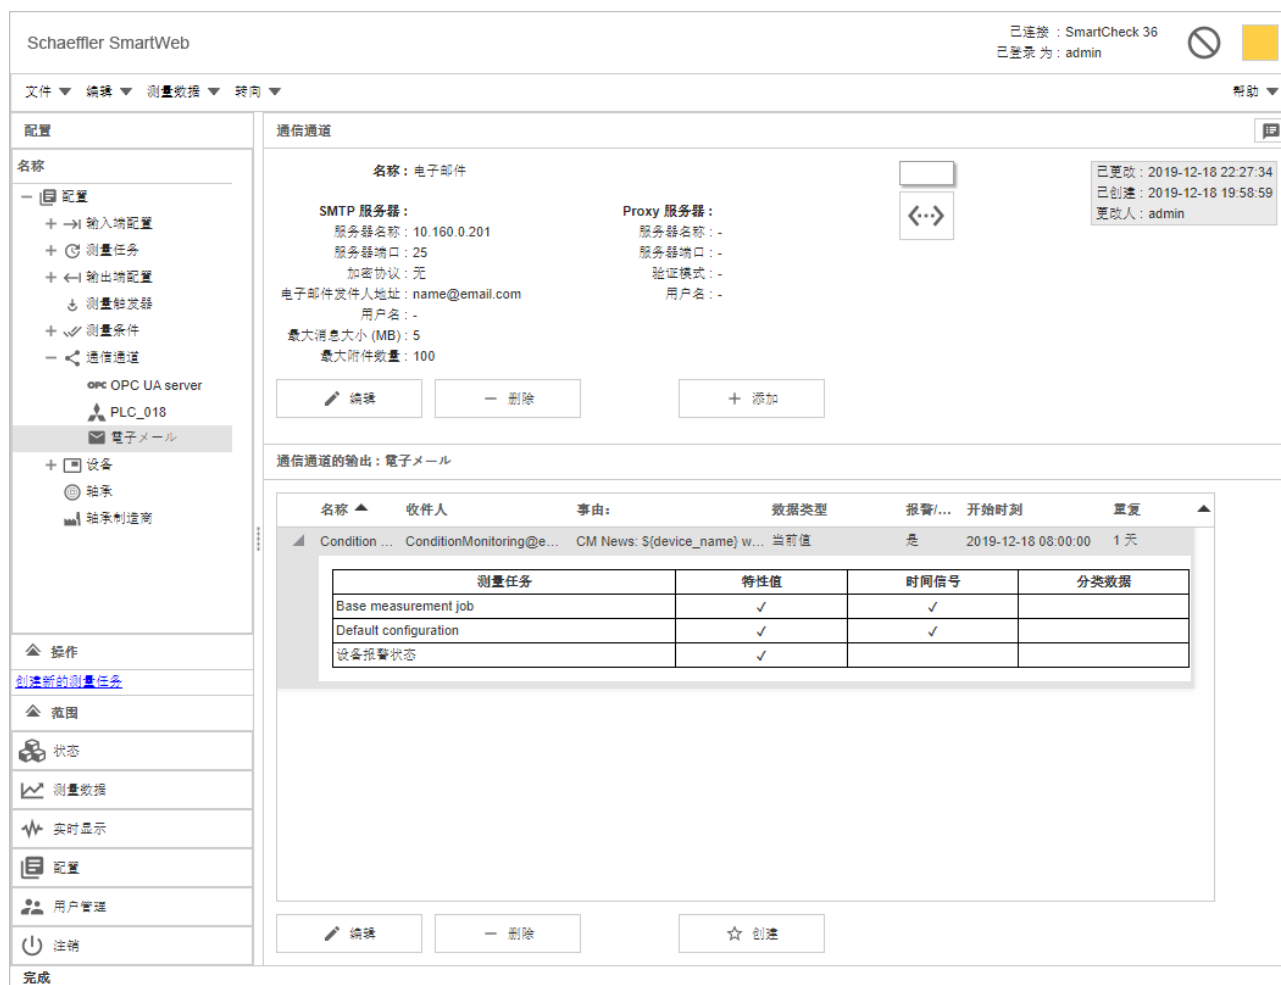 Schaeffler SmartWeb
已连接 : SmartCheck 36
已登录 为 : admin
文件 编辑 测量数据 转向 帮助
配置
名称
配置
输入端配置
测量任务
输出端配置
测量触发器
测量条件
通信通道
OPC OPC UA server
PLC_018
電子メール
设备
轴承
轴承制造商
操作
创建新的测量任务
范围
状态
测量数据
实时显示
配置
用户管理
注销
完成
通信通道
名称 : 电子邮件
SMTP 服务器 :
服务器名称 : 10.160.0.201
服务器端口 : 25
加密协议 : 无
电子邮件发件人地址 : name@email.com
用户名 : -
最大消息大小 (MB) : 5
最大附件数量 : 100
Proxy 服务器 :
服务器名称 : -
服务器端口 : -
验证模式 : -
用户名 : -
已更改 : 2019-12-18 22:27:34
已创建 : 2019-12-18 19:58:59
更改人 : admin
编辑 删除 添加
通信通道的输出 : 電子メール
名称 收件人 事由: 数据类型 报警/... 开始时刻 重复
Condition ... ConditionMonitoring@e... CM News: ${device_name} w... 当前值 是 2019-12-18 08:00:00 1 天
测量任务 特性值 时间信号 分类数据
Base measurement job ✓ ✓
Default configuration ✓ ✓
设备报警状态 ✓
编辑 删除 创建